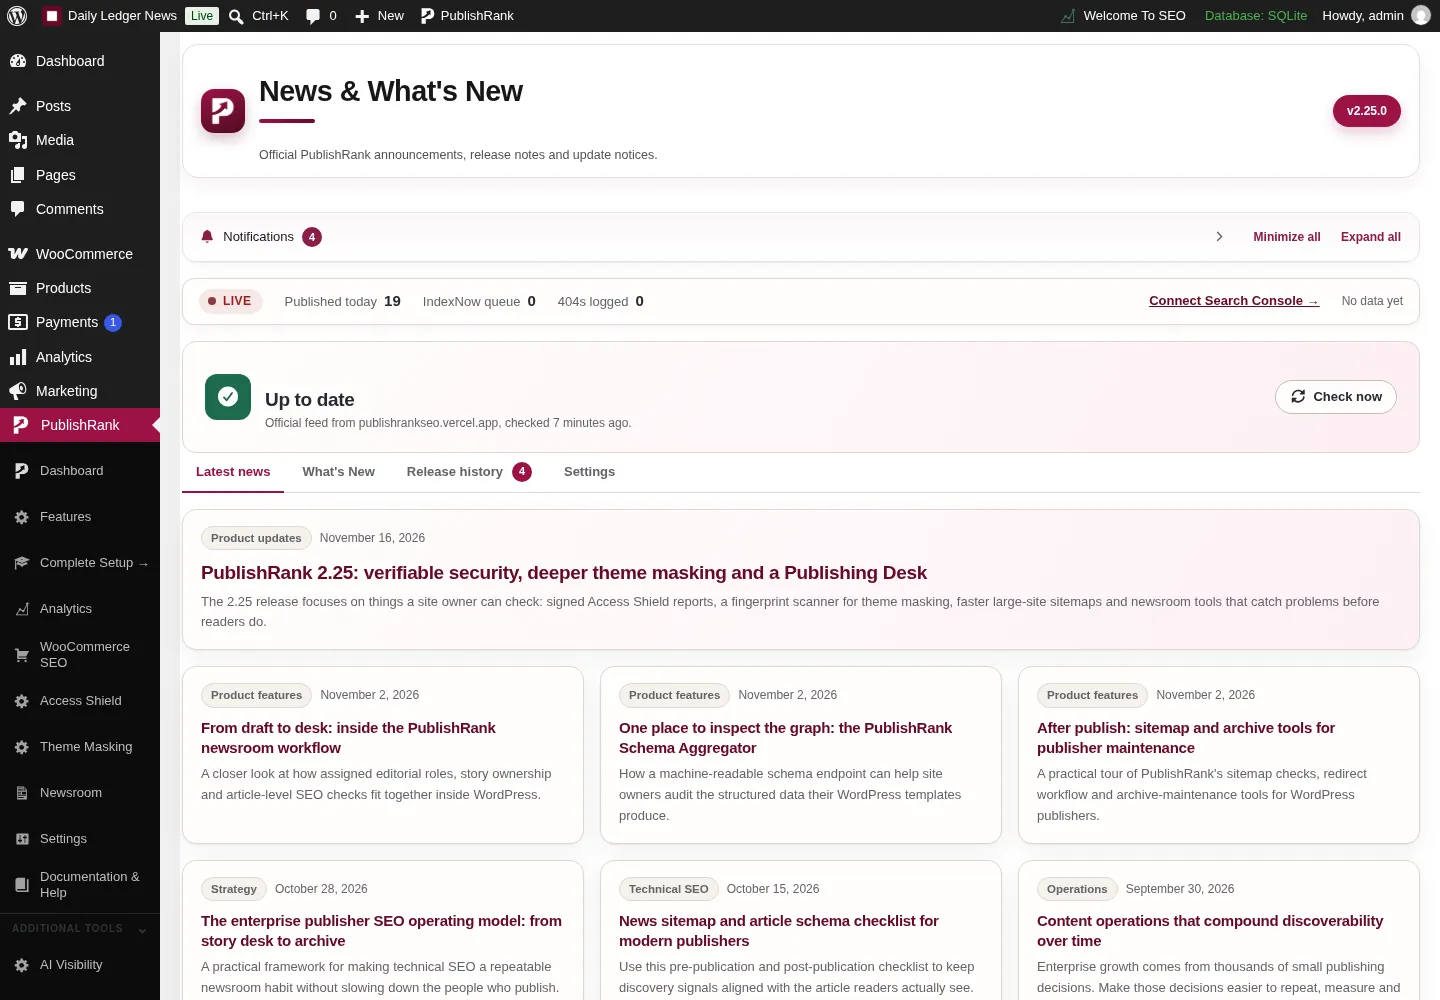 Daily Ledger News Live Ctrl+K 0 New PublishRank Welcome To SEO Database: SQLite Howdy, admin
Dashboard
Posts
Media
Pages
Comments
WooCommerce
Products
Payments 1
Analytics
Marketing
PublishRank
Dashboard
Features
Complete Setup →
Analytics
WooCommerce
SEO
Access Shield
Theme Masking
Newsroom
Settings
Documentation &
Help
ADDITIONAL TOOLS
AI Visibility
News & What's New
Official PublishRank announcements, release notes and update notices.
v2.25.0
Notifications 4 Minimize all Expand all
LIVE Published today 19 IndexNow queue 0 404s logged 0 Connect Search Console → No data yet
Up to date
Official feed from publishrankseo.vercel.app, checked 7 minutes ago.
Check now
Latest news What's New Release history 4 Settings
Product updates November 16, 2026
PublishRank 2.25: verifiable security, deeper theme masking and a Publishing Desk
The 2.25 release focuses on things a site owner can check: signed Access Shield reports, a fingerprint scanner for theme masking, faster large-site sitemaps and newsroom tools that catch problems before
readers do.
Product features November 2, 2026
From draft to desk: inside the PublishRank
newsroom workflow
A closer look at how assigned editorial roles, story ownership
and article-level SEO checks fit together inside WordPress.
Product features November 2, 2026
One place to inspect the graph: the PublishRank
Schema Aggregator
How a machine-readable schema endpoint can help site
owners audit the structured data their WordPress templates
produce.
Product features November 2, 2026
After publish: sitemap and archive tools for
publisher maintenance
A practical tour of PublishRank's sitemap checks, redirect
workflow and archive-maintenance tools for WordPress
publishers.
Strategy October 28, 2026
The enterprise publisher SEO operating model: from
story desk to archive
A practical framework for making technical SEO a repeatable
newsroom habit without slowing down the people who publish.
Technical SEO October 15, 2026
News sitemap and article schema checklist for
modern publishers
Use this pre-publication and post-publication checklist to keep
discovery signals aligned with the article readers actually see.
Operations September 30, 2026
Content operations that compound discoverability
over time
Enterprise growth comes from thousands of small publishing
decisions. Make those decisions easier to repeat, measure and